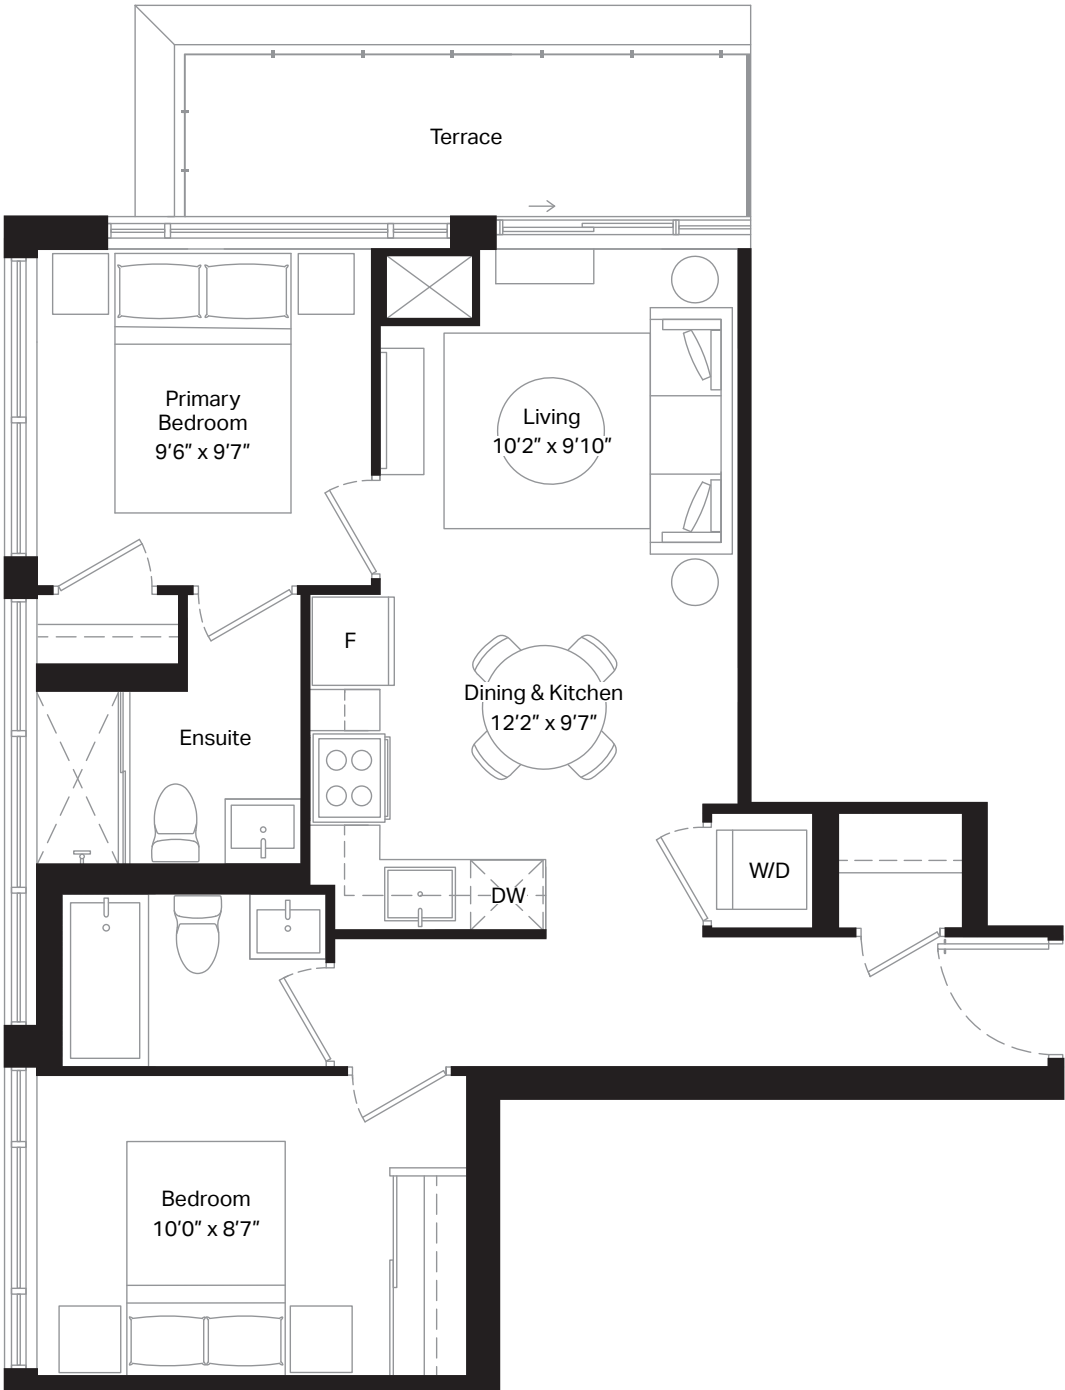 Terrace
Primary
Bedroom
9'6" x 9'7"
Living
10'2" x 9'10"
F
Dining & Kitchen
12'2" x 9'7"
Ensuite
W/D
DW
Bedroom
10'0" x 8'7"